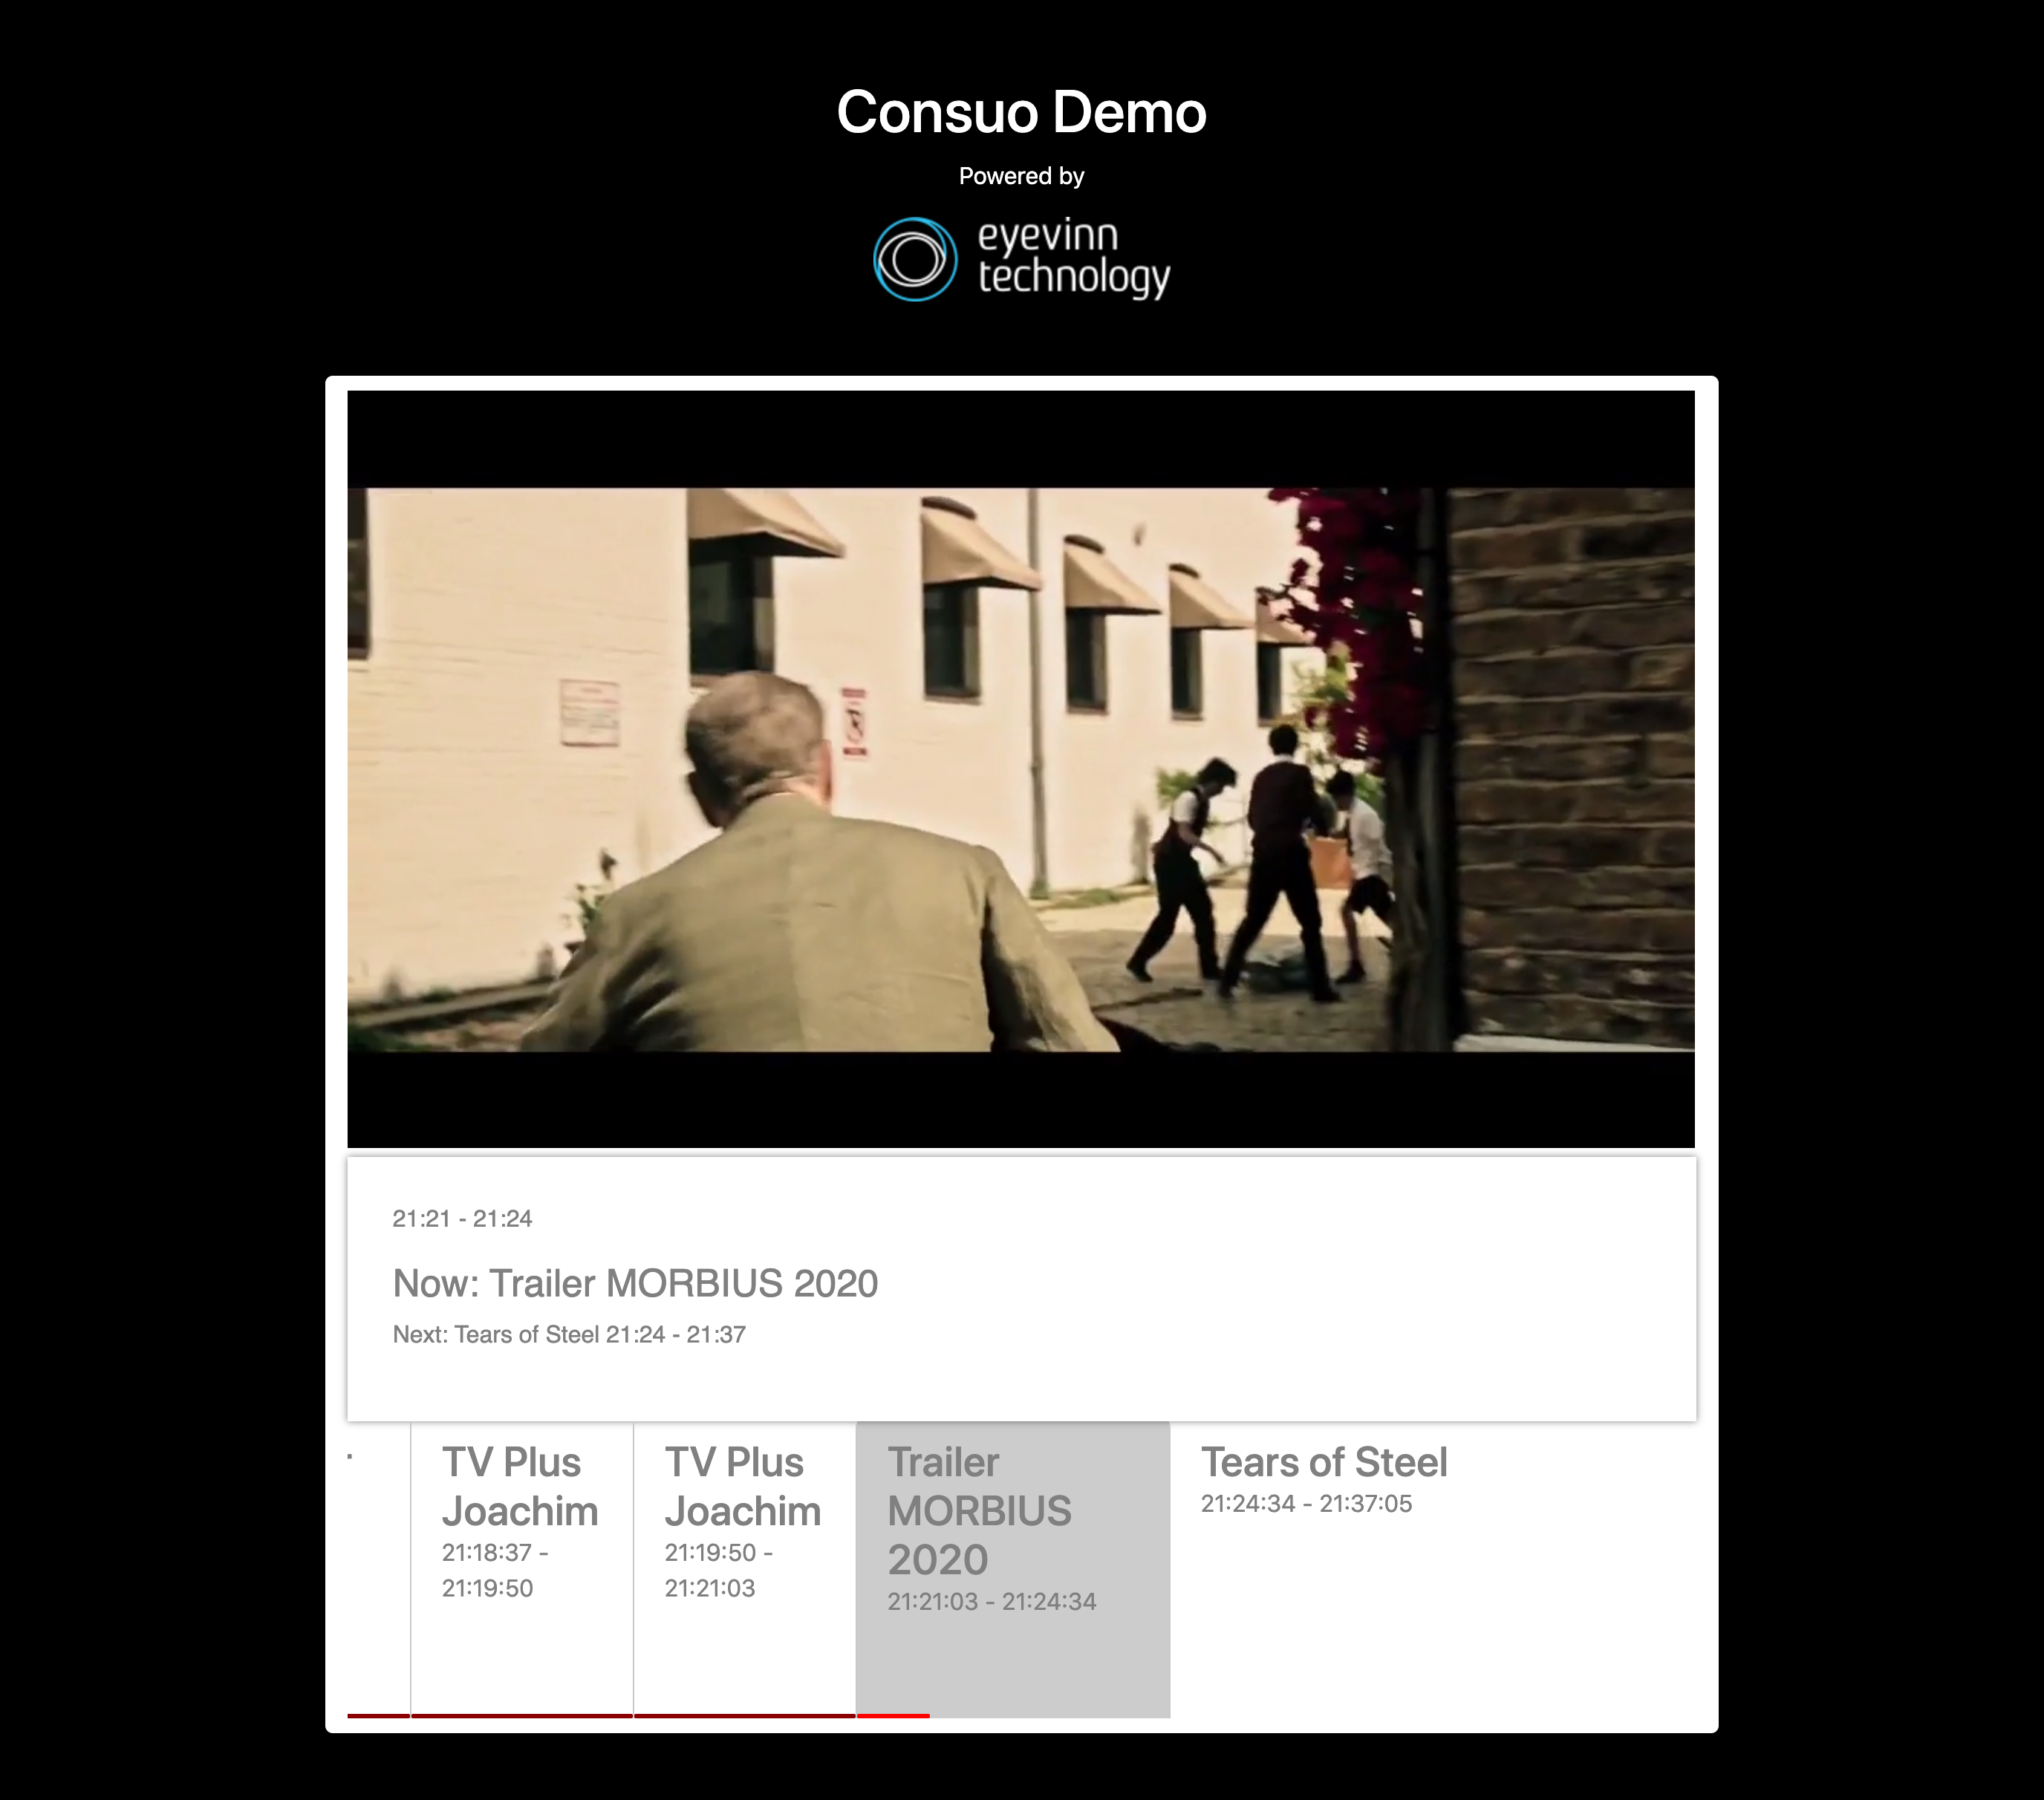 Consuo Demo
Powered by
eyevinn
technology
21:21 - 21:24
Now: Trailer MORBIUS 2020
Next: Tears of Steel 21:24 - 21:37
TV Plus
Joachim
21:18:37 -
21:19:50
TV Plus
Joachim
21:19:50 -
21:21:03
Trailer
MORBIUS
2020
21:21:03 - 21:24:34
Tears of Steel
21:24:34 - 21:37:05